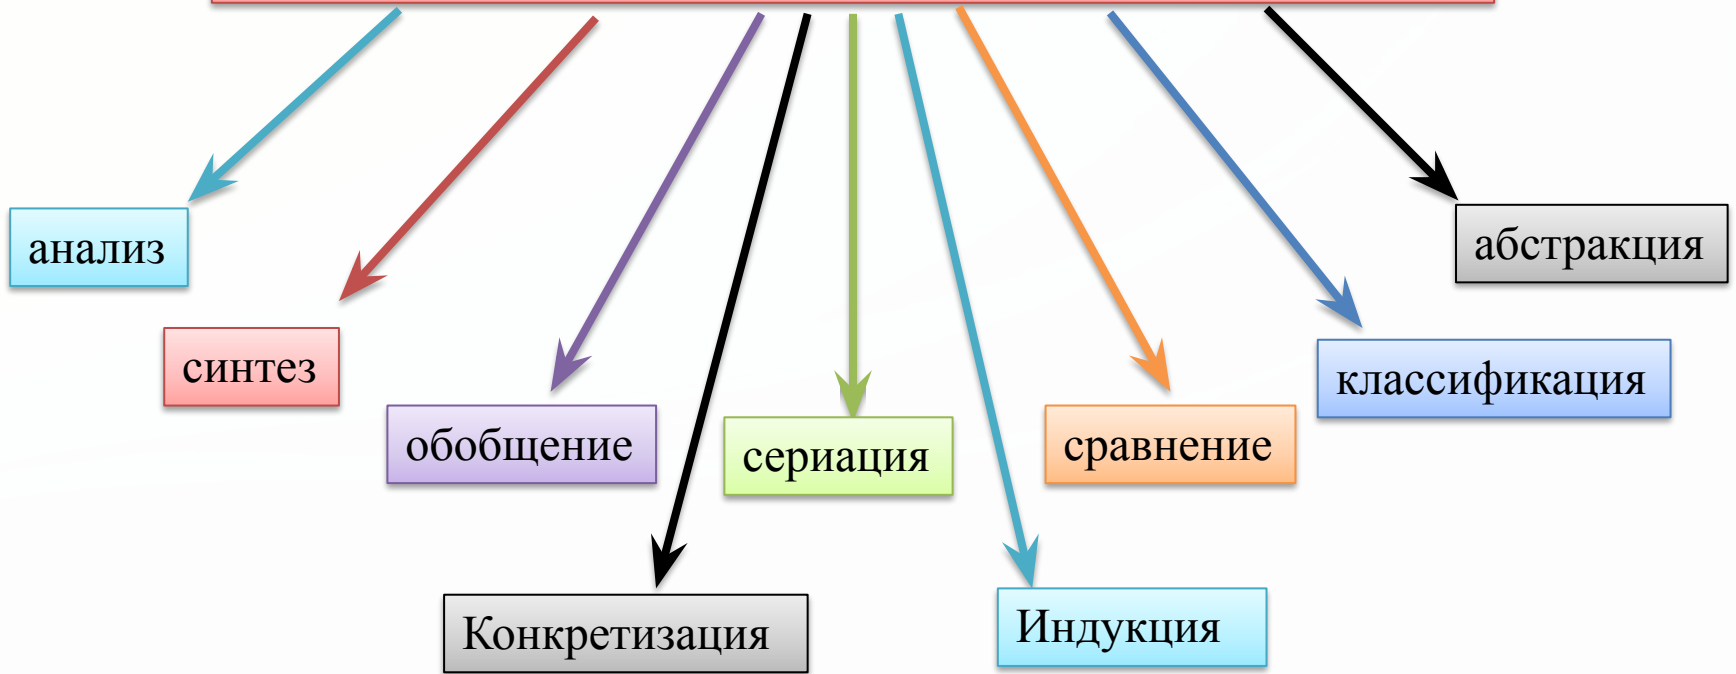 анализ
абстракция
синтез
классификация
обобщение
сериация
сравнение
Конкретизация
Индукция